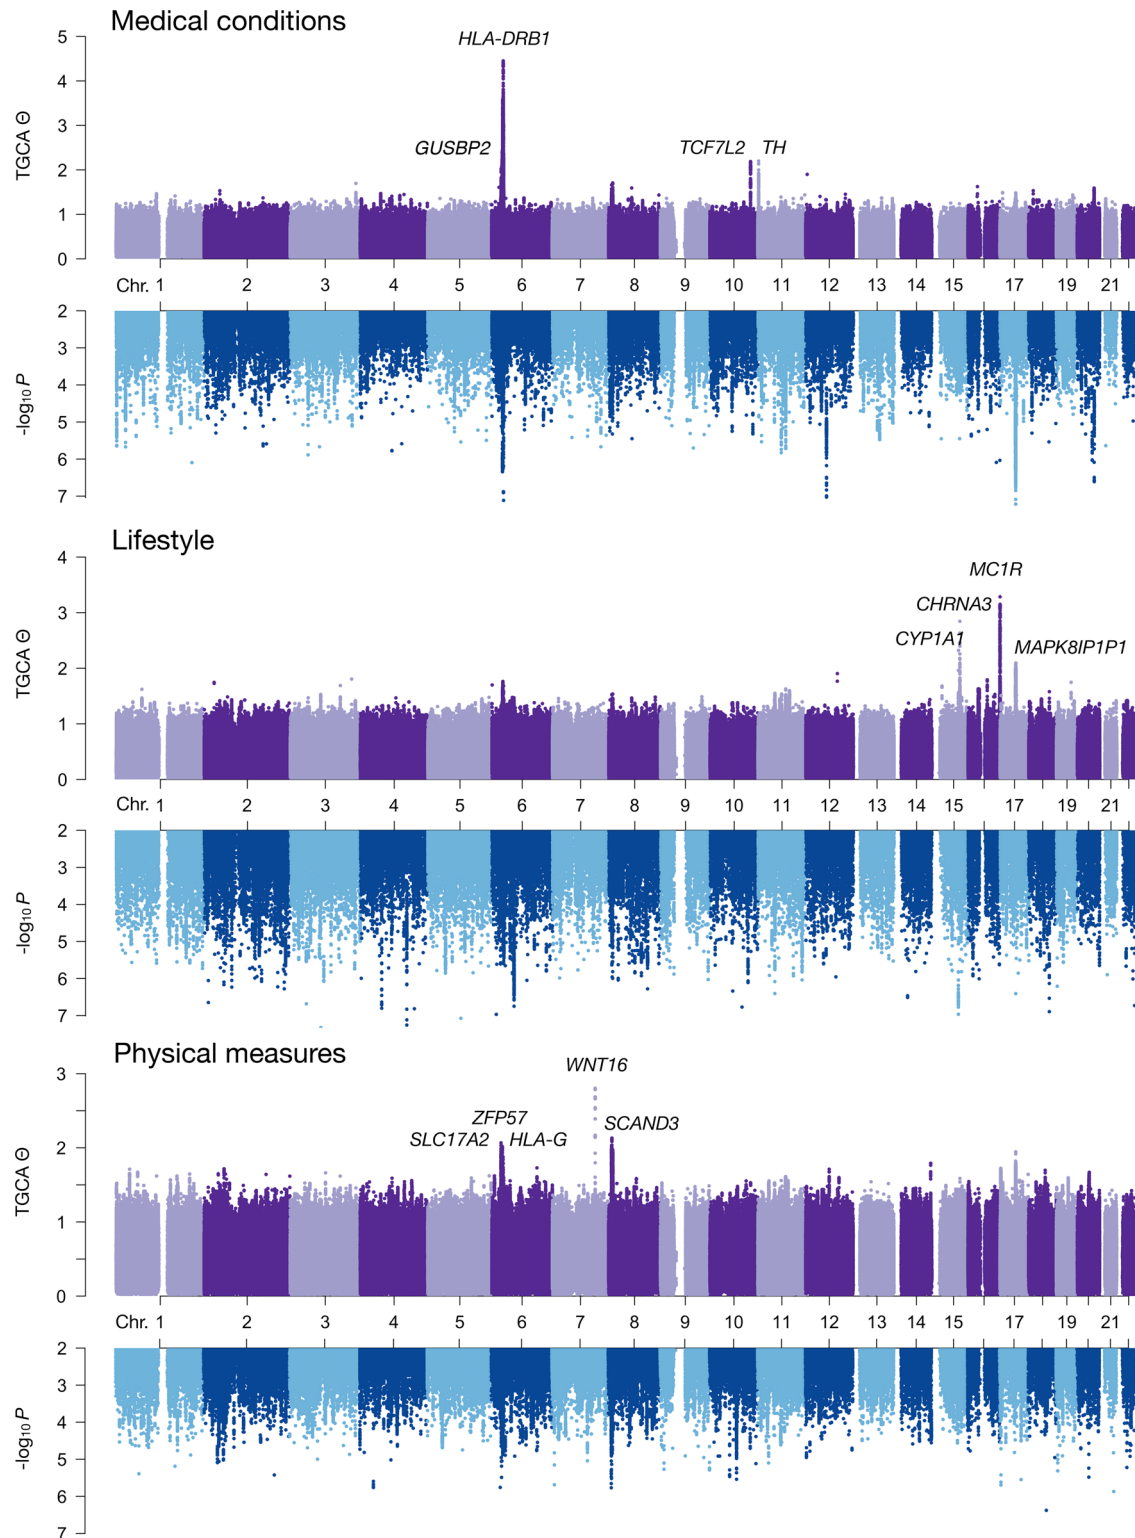 Medical conditions
5
HLA-DRB1
4
TGCA Θ
3
GUSBP2
TCF7L2 TH
2
1
0
Chr. 1 2 3 4 5 6 7 8 9 10 11 12 13 14 15 17 19 21
2
3
4
-log10 P
5
6
7
Lifestyle
4
MC1R
3
CHRNA3
TGCA Θ
CYP1A1 MAPK8IP1P1
2
1
0
Chr. 1 2 3 4 5 6 7 8 9 10 11 12 13 14 15 17 19 21
2
3
4
-log10 P
5
6
7
Physical measures
WNT16
3
ZFP57 SCAND3
SLC17A2 HLA-G
2
TGCA Θ
1
0
Chr. 1 2 3 4 5 6 7 8 9 10 11 12 13 14 15 17 19 21
2
3
4
-log10 P
5
6
7